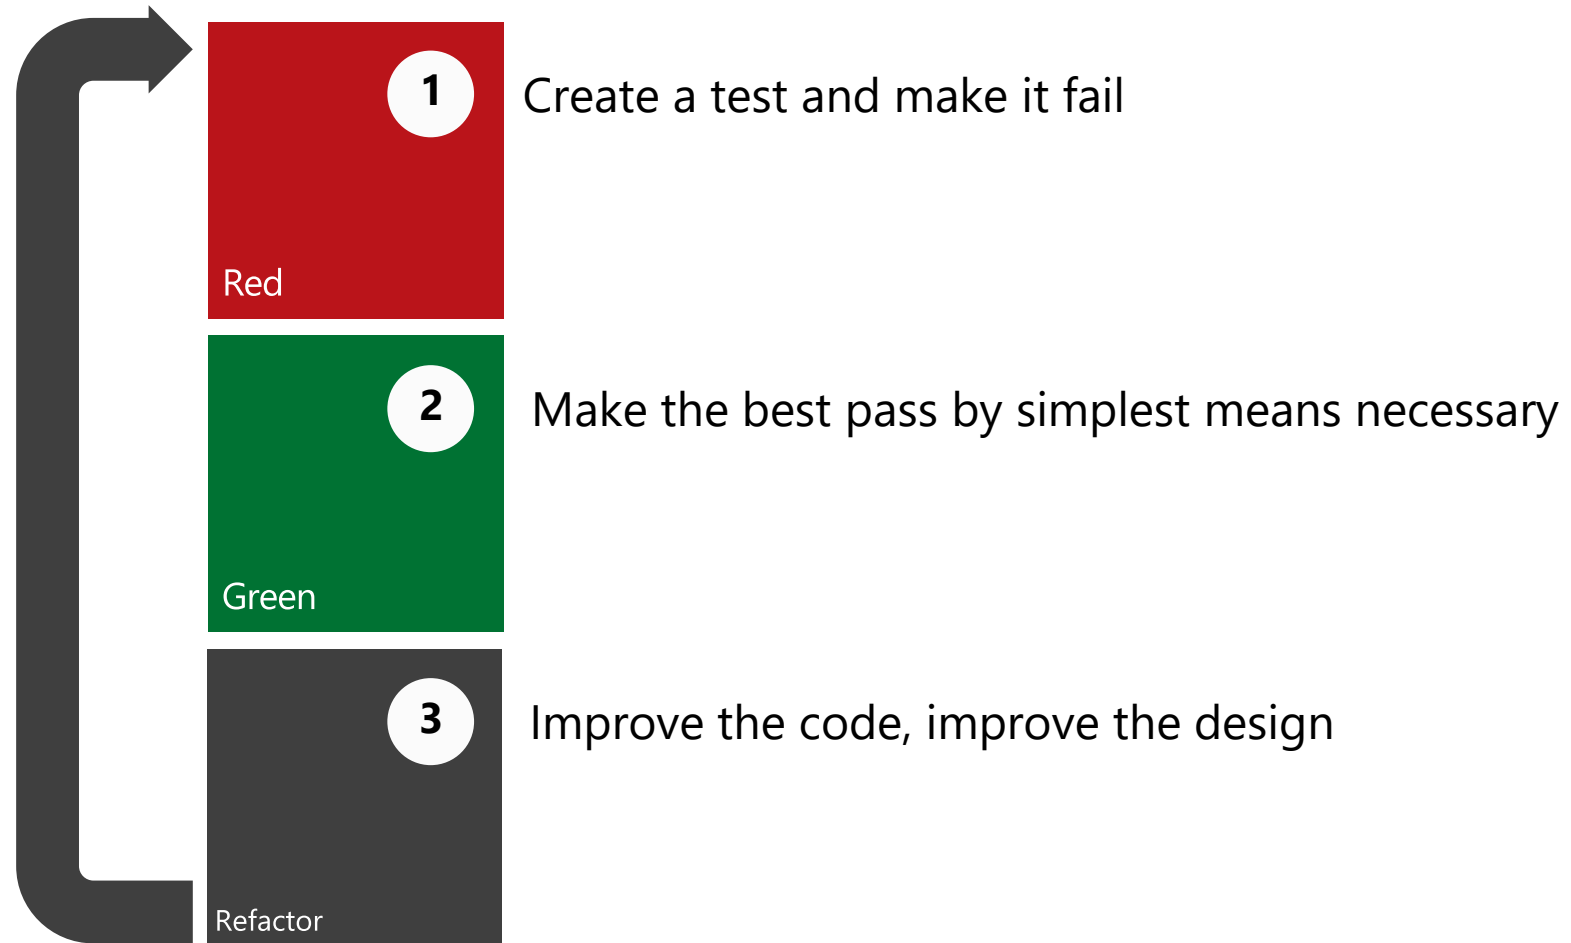 1
Create a test and make it fail
Red
2
Make the best pass by simplest means necessary
Green
3
Improve the code, improve the design
Refactor